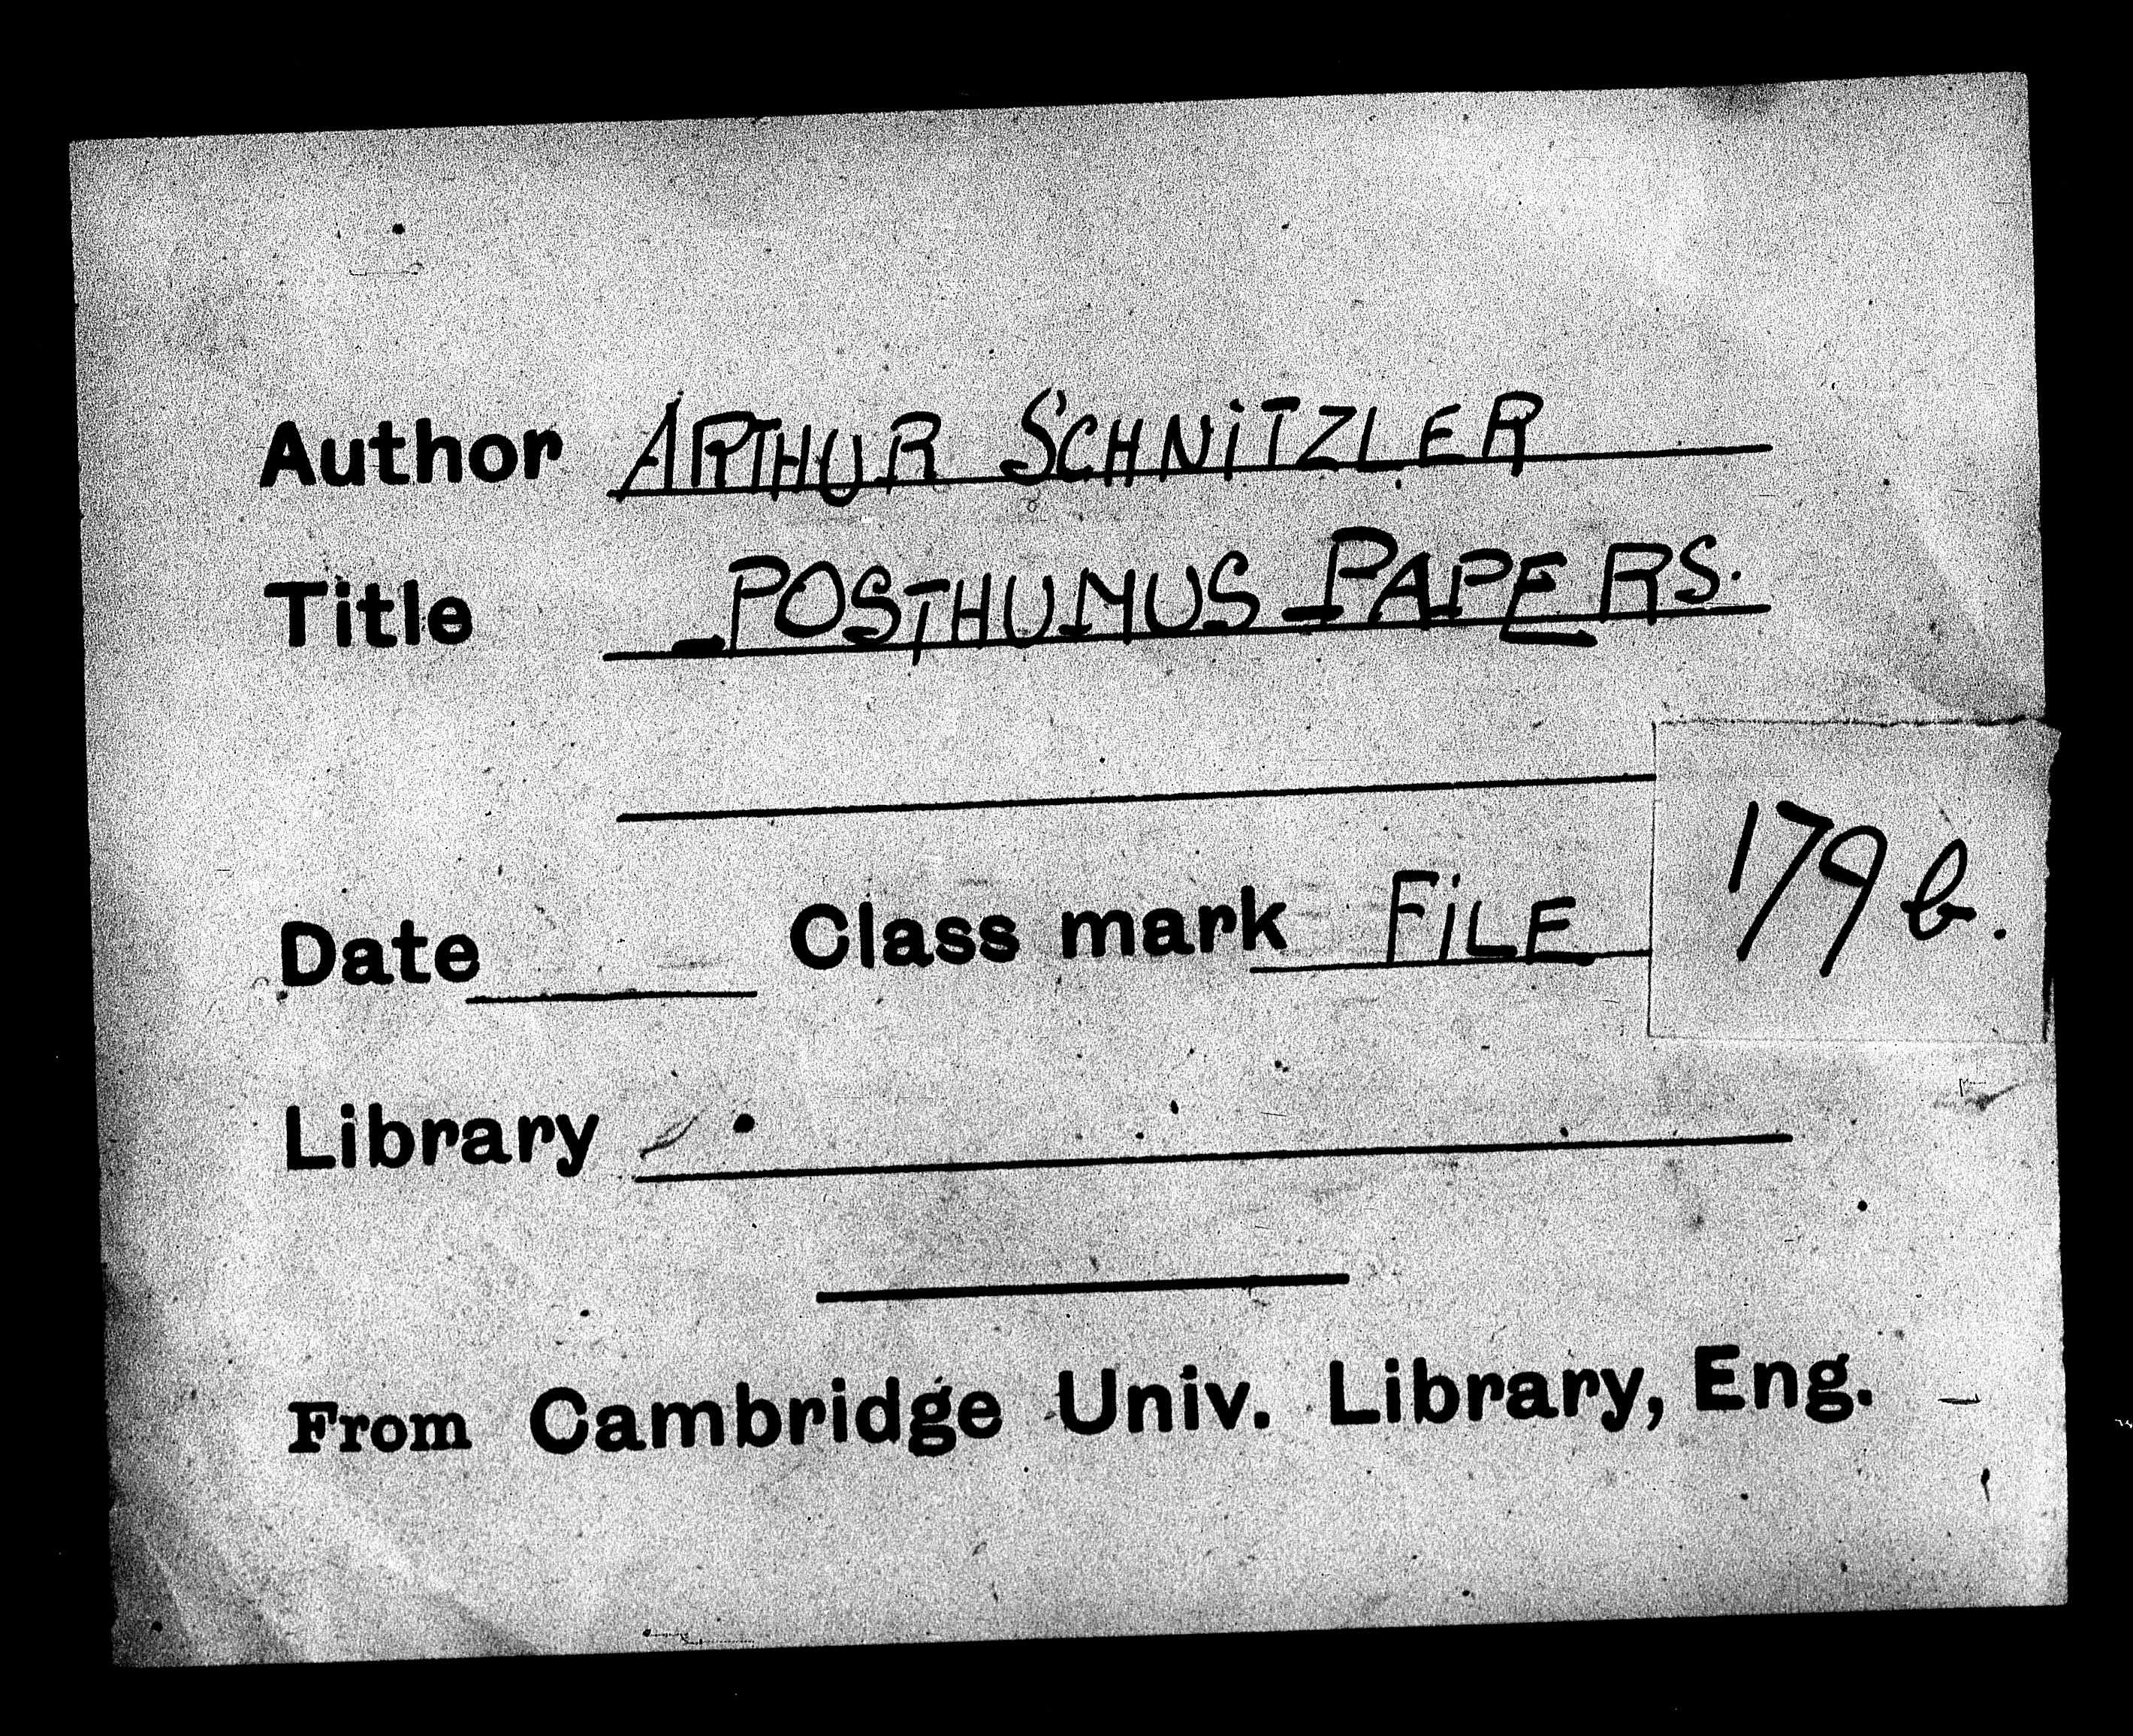 Author ARTHUR SCHNITZLER
Title POSTHUMUS PAPERS.
Date Class mark FILE 179 b.
Library
From Cambridge Univ. Library, Eng.